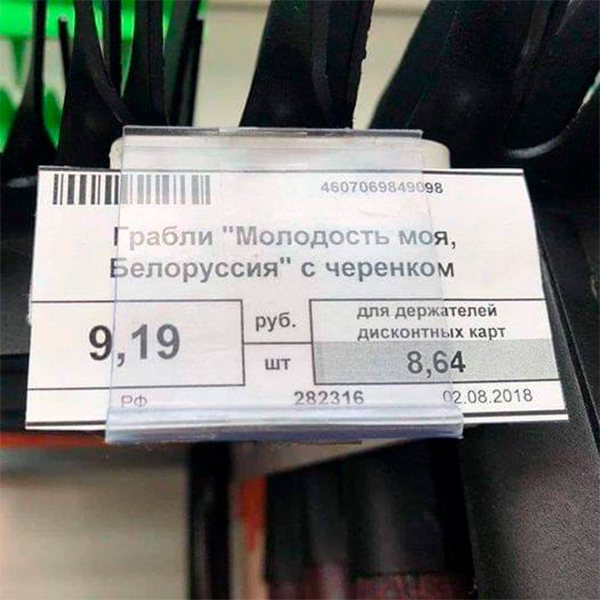 4607069849098
Грабли "Молодость моя,
Белоруссия" с черенком
9,19
руб.
шт
для держателей
дисконтных карт
8,64
РФ 282316 02.08.2018